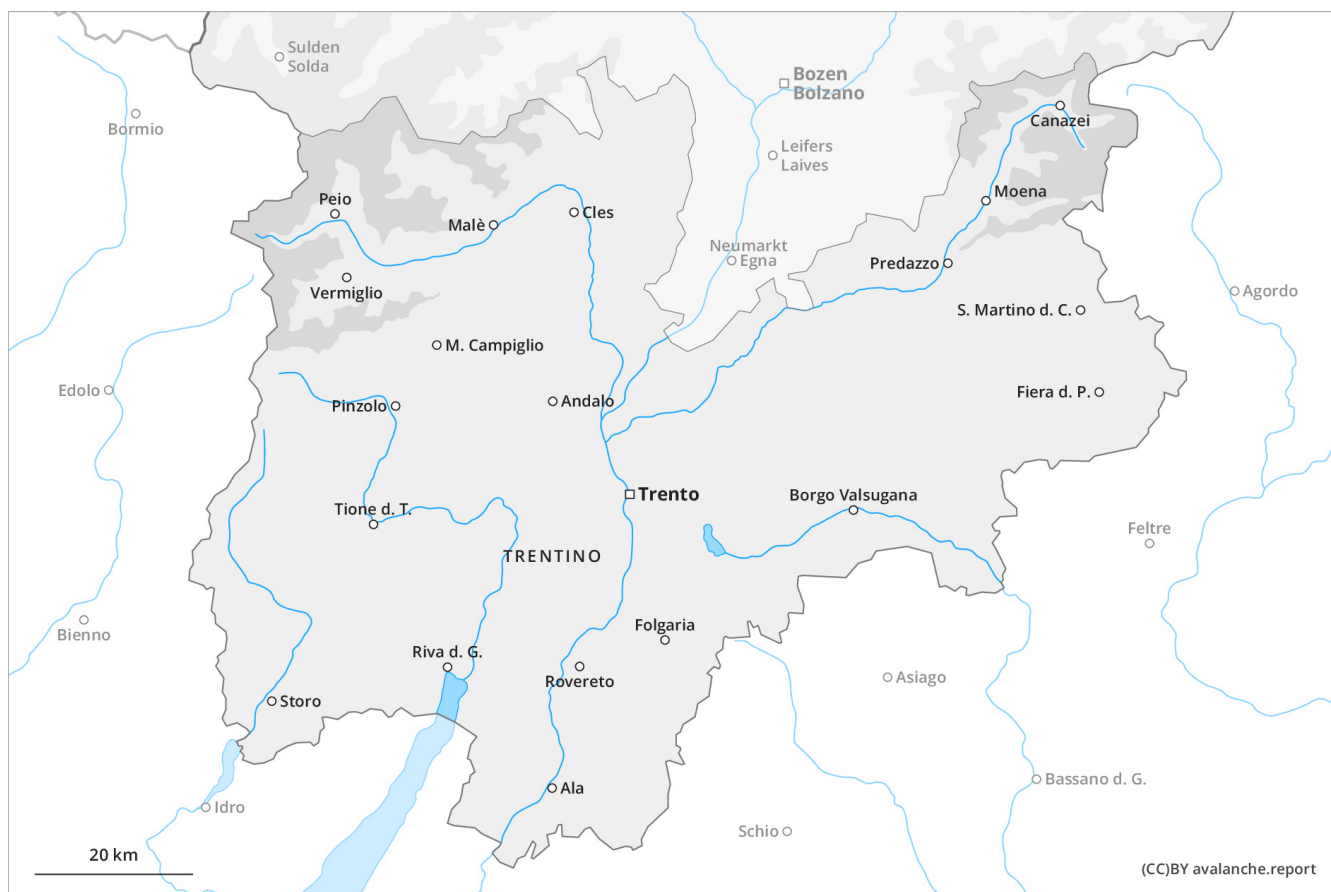 Sulden
Solda
Bozen
Bolzano
Bormio
Canazei
Leifers
Laives
Peio
Moena
Malè
Cles
Neumarkt
Egna
Predazzo
Vermiglio
Agordo
S. Martino d. C.
M. Campiglio
Edolo
Pinzolo
Andalo
Fiera d. P.
Trento
Borgo Valsugana
Tione d. T.
Feltre
TRENTINO
Bienno
Folgaria
Riva d. G.
Rovereto
Asiago
Storo
Bassano d. G.
Ala
Idro
Schio
20 km
(CC)BY avalanche.report